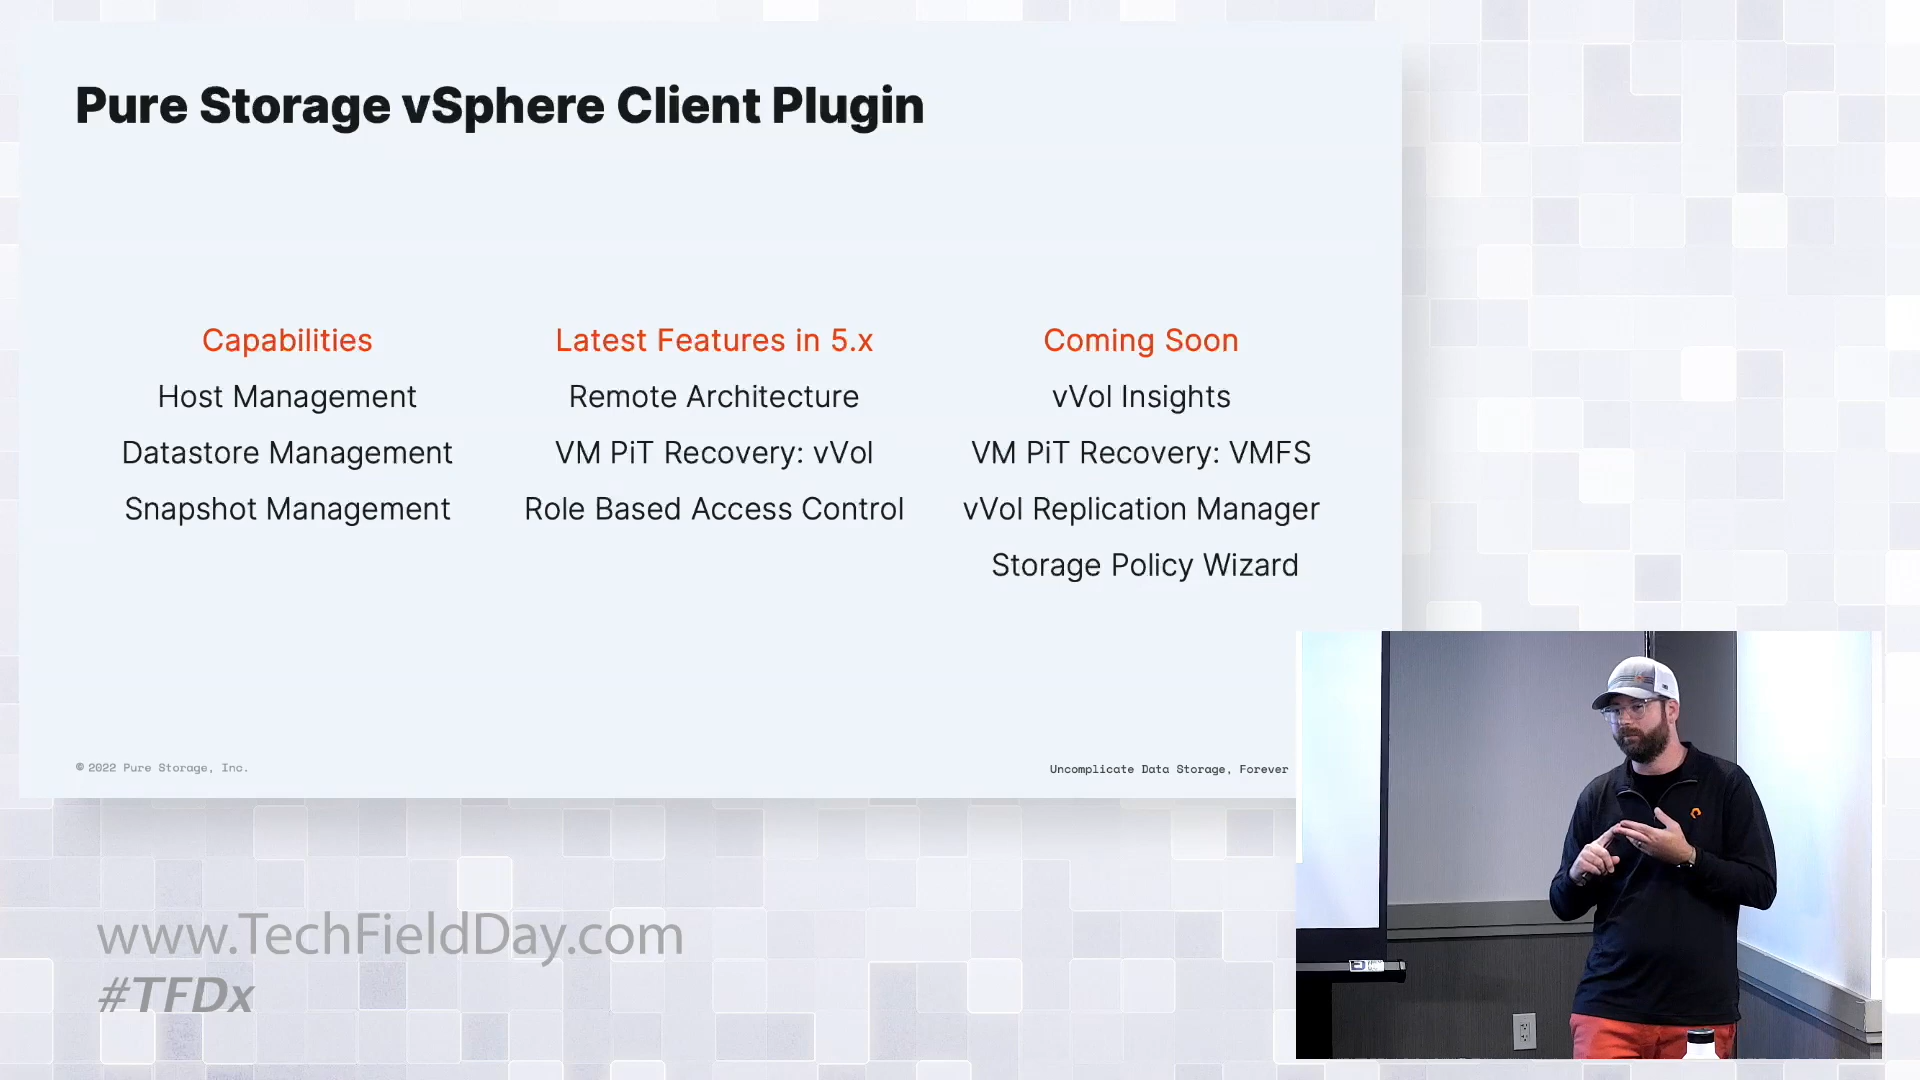 Pure Storage vSphere Client Plugin
Capabilities
Host Management
Datastore Management
Snapshot Management
Latest Features in 5.x
Remote Architecture
VM PiT Recovery: vVol
Role Based Access Control
Coming Soon
vVol Insights
VM PiT Recovery: VMFS
vVol Replication Manager
Storage Policy Wizard
© 2022 Pure Storage, Inc.
Uncomplicate Data Storage, Forever
www.TechFieldDay.com
#TFDx